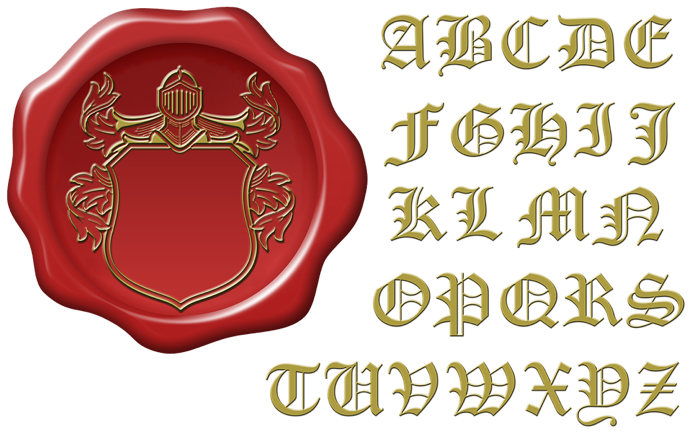 ABCDE
FGHIJ
KLMN
OPQRS
TUVWXYZ